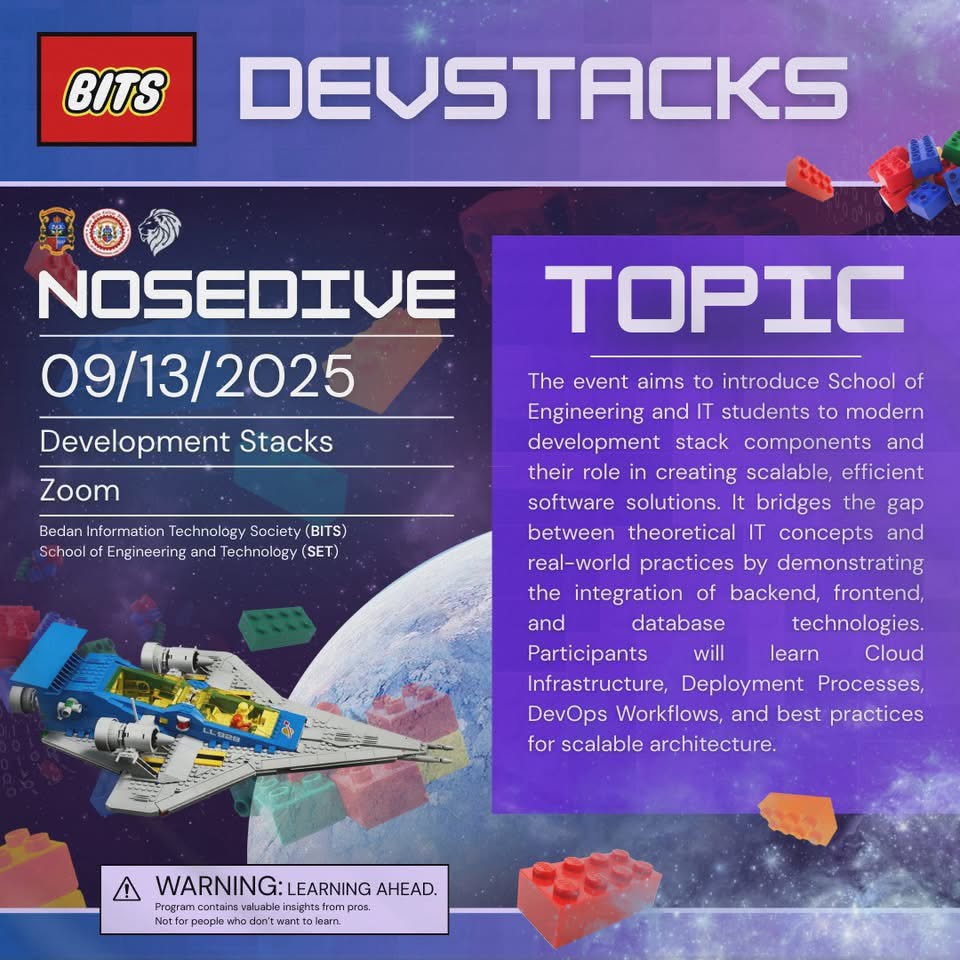 BITS
DEVSTACKS
NOSEDIVE
09/13/2025
Development Stacks
Zoom
Bedan Information Technology Society (BITS)
School of Engineering and Technology (SET)
LL928
TOPIC
The event aims to introduce School of
Engineering and IT students to modern
development stack components and
their role in creating scalable, efficient
software solutions. It bridges the gap
between theoretical IT concepts and
real-world practices by demonstrating
the integration of backend, frontend,
and database technologies.
Participants will learn Cloud
Infrastructure, Deployment Processes,
DevOps Workflows, and best practices
for scalable architecture.
WARNING: LEARNING AHEAD.
Program contains valuable insights from pros.
Not for people who don't want to learn.